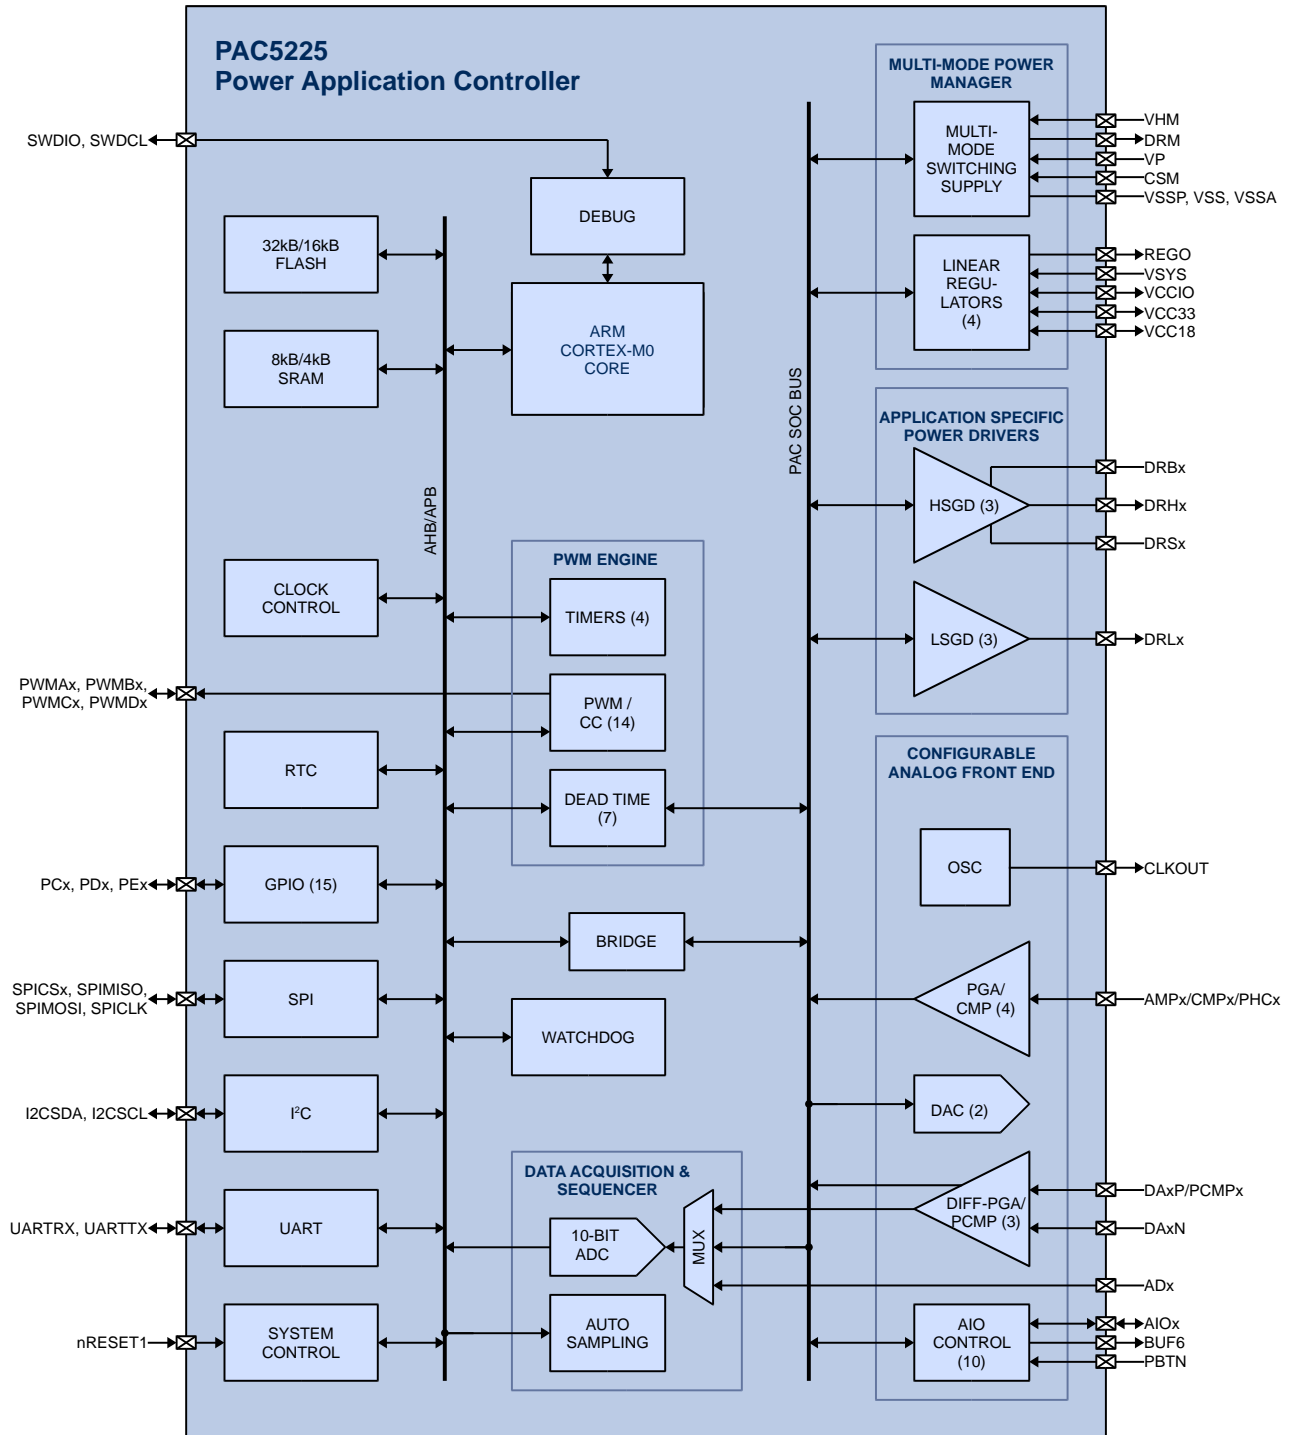 PAC5225
Power Application Controller
SWDIO, SWDCL
DEBUG
32kB/16kB
FLASH
ARM
CORTEX-M0
CORE
8kB/4kB
SRAM
AHB/APB
CLOCK
CONTROL
PWM ENGINE
TIMERS (4)
PWMAx, PWMBx,
PWMCx, PWMDx
PWM /
CC (14)
RTC
DEAD TIME
(7)
PCx, PDx, PEx
GPIO (15)
BRIDGE
SPICSx, SPIMISO,
SPIMOSI, SPICLK
SPI
WATCHDOG
I2CSDA, I2CSCL
I²C
DATA ACQUISITION &
SEQUENCER
UARTRX, UARTTX
UART
10-BIT
ADC
MUX
nRESET1
SYSTEM
CONTROL
AUTO
SAMPLING
PAC SOC BUS
MULTI-MODE POWER
MANAGER
MULTI-
MODE
SWITCHING
SUPPLY
VHM
DRM
VP
CSM
VSSP, VSS, VSSA
LINEAR
REGU-
LATORS
(4)
REGO
VSYS
VCCIO
VCC33
VCC18
APPLICATION SPECIFIC
POWER DRIVERS
HSGD (3)
DRBx
DRHx
DRSx
LSGD (3)
DRLx
CONFIGURABLE
ANALOG FRONT END
OSC
CLKOUT
PGA/
CMP (4)
AMPx/CMPx/PHCx
DAC (2)
DIFF-PGA/
PCMP (3)
DAxP/PCMPx
DAxN
ADx
AIO
CONTROL
(10)
AIOx
BUF6
PBTN